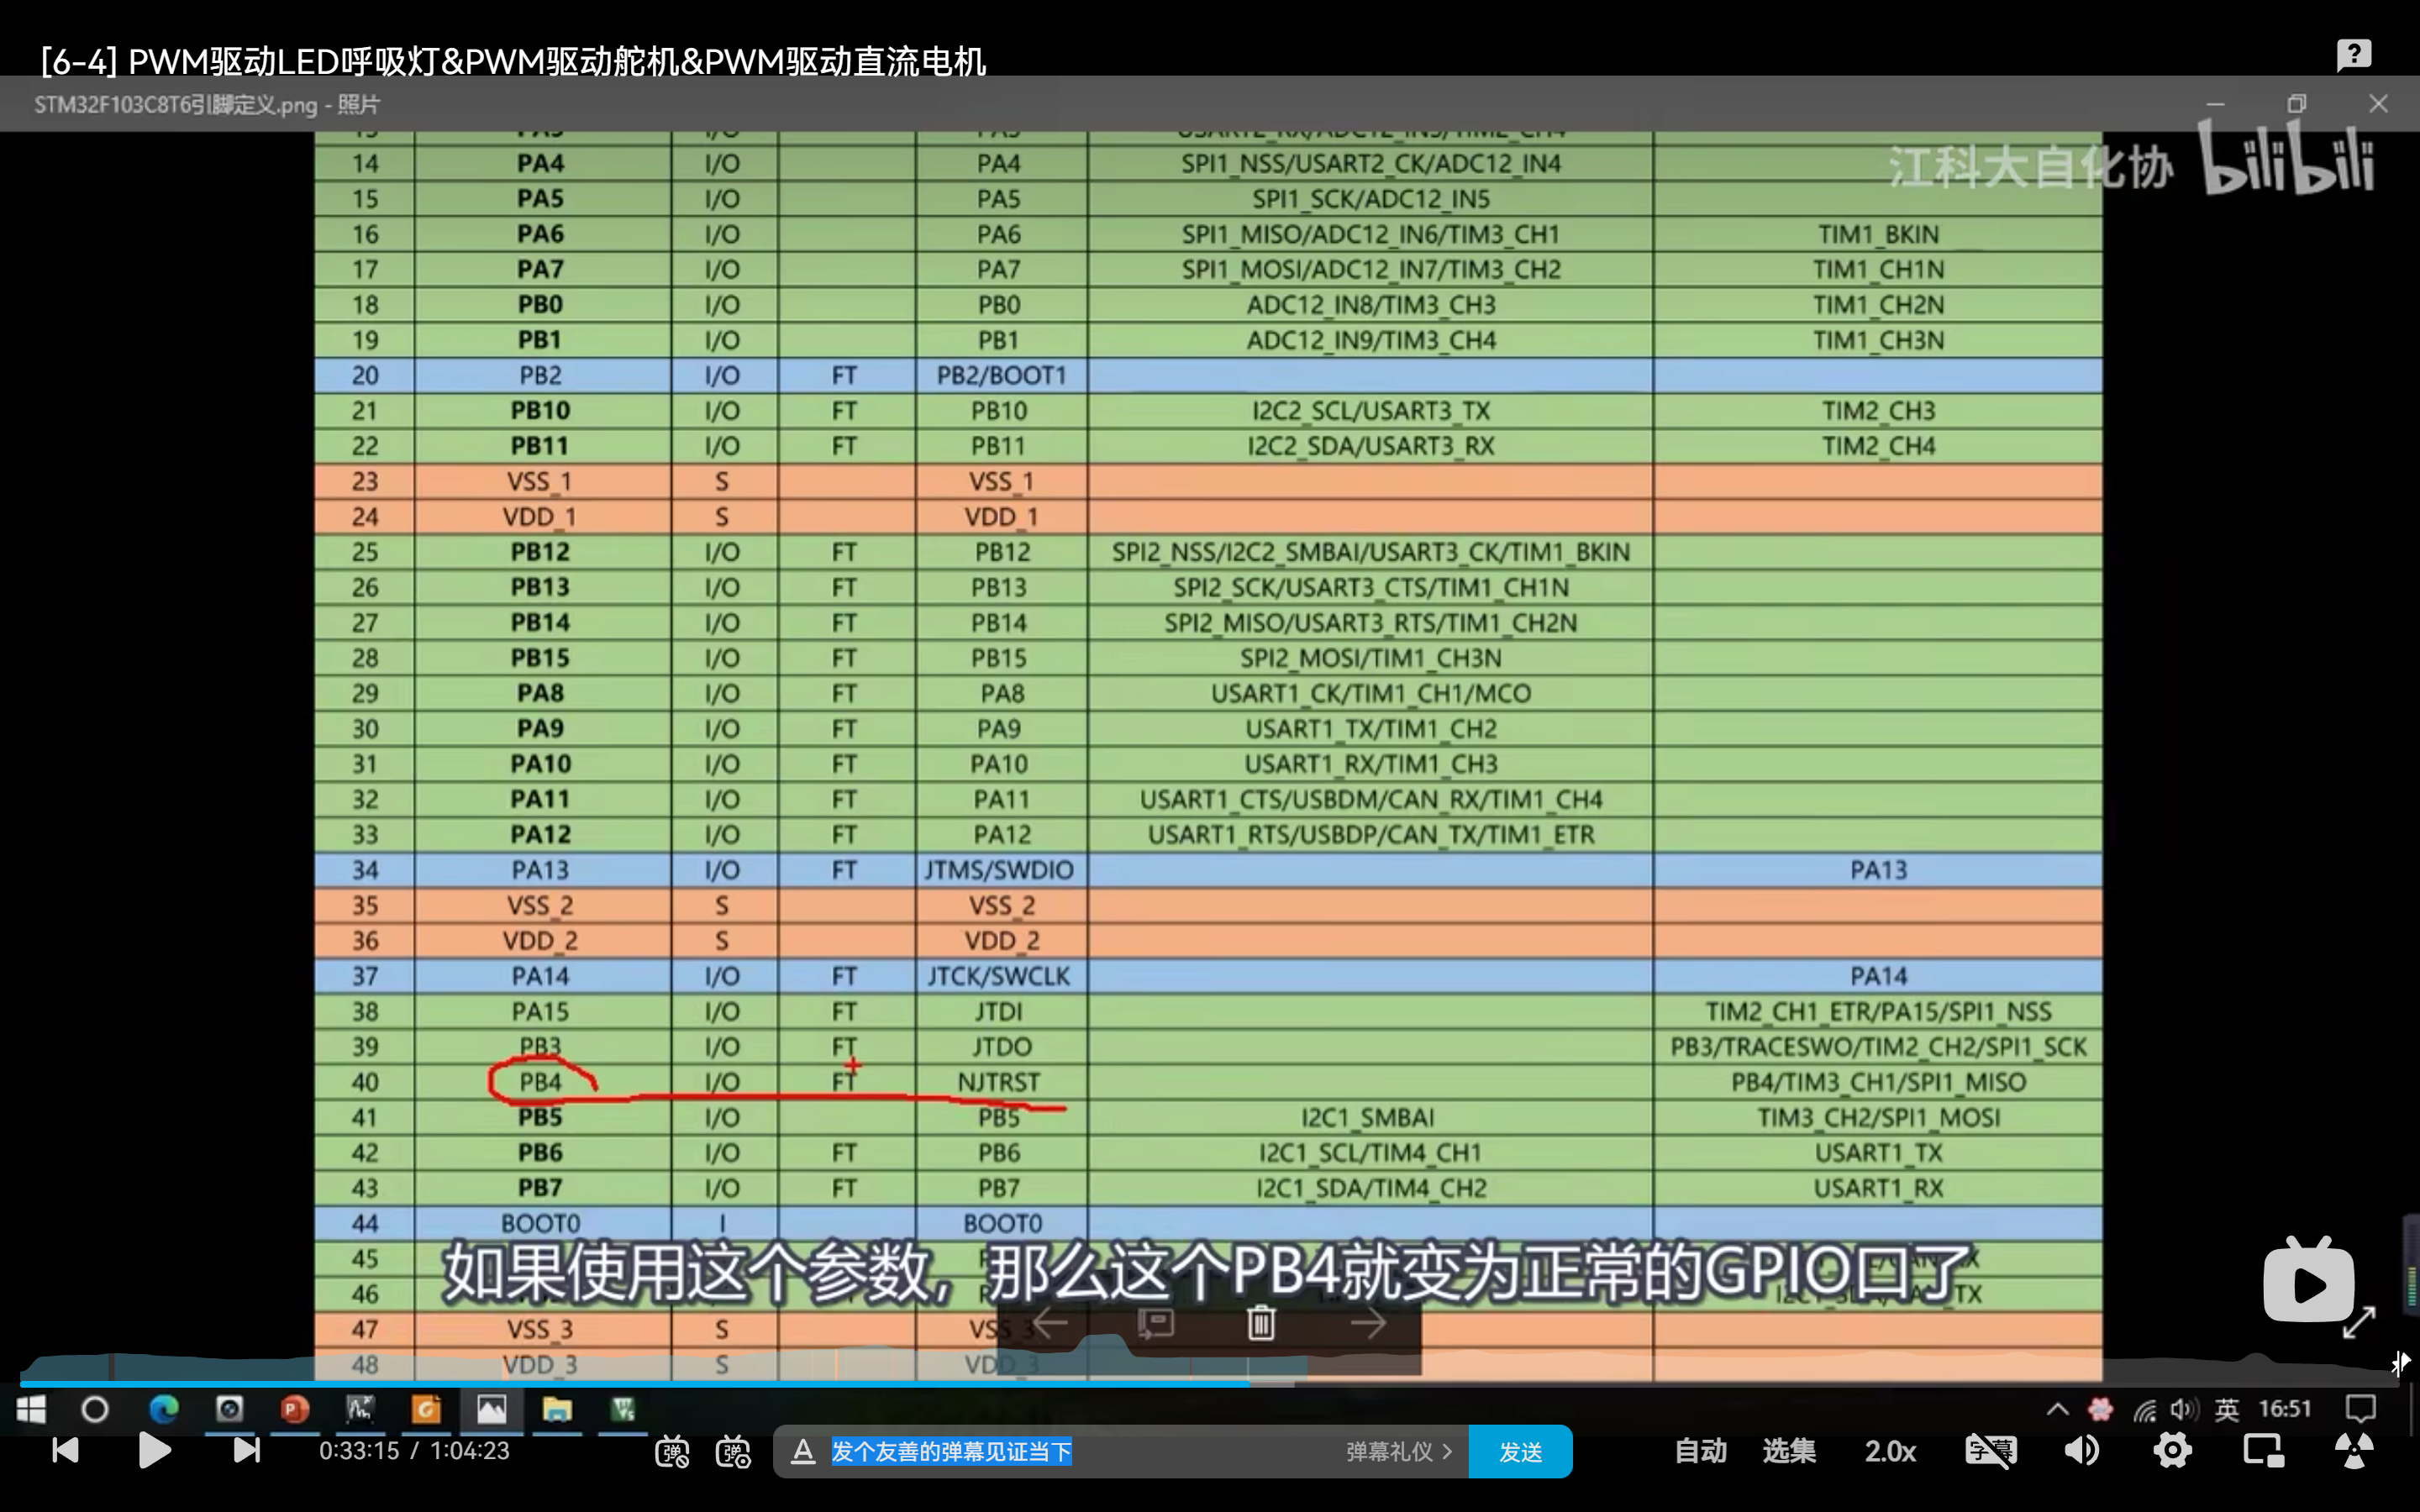 [6-4] PWM驱动LED呼吸灯&PWM驱动舵机&PWM驱动直流电机
STM32F103C8T6引脚定义.png - 照片
江科大自化协 bilibili
14 PA4 I/O PA4 SPI1_NSS/USART2_CK/ADC12_IN4
15 PA5 I/O PA5 SPI1_SCK/ADC12_IN5
16 PA6 I/O PA6 SPI1_MISO/ADC12_IN6/TIM3_CH1 TIM1_BKIN
17 PA7 I/O PA7 SPI1_MOSI/ADC12_IN7/TIM3_CH2 TIM1_CH1N
18 PB0 I/O PB0 ADC12_IN8/TIM3_CH3 TIM1_CH2N
19 PB1 I/O PB1 ADC12_IN9/TIM3_CH4 TIM1_CH3N
20 PB2 I/O FT PB2/BOOT1
21 PB10 I/O FT PB10 I2C2_SCL/USART3_TX TIM2_CH3
22 PB11 I/O FT PB11 I2C2_SDA/USART3_RX TIM2_CH4
23 VSS_1 S VSS_1
24 VDD_1 S VDD_1
25 PB12 I/O FT PB12 SPI2_NSS/I2C2_SMBAI/USART3_CK/TIM1_BKIN
26 PB13 I/O FT PB13 SPI2_SCK/USART3_CTS/TIM1_CH1N
27 PB14 I/O FT PB14 SPI2_MISO/USART3_RTS/TIM1_CH2N
28 PB15 I/O FT PB15 SPI2_MOSI/TIM1_CH3N
29 PA8 I/O FT PA8 USART1_CK/TIM1_CH1/MCO
30 PA9 I/O FT PA9 USART1_TX/TIM1_CH2
31 PA10 I/O FT PA10 USART1_RX/TIM1_CH3
32 PA11 I/O FT PA11 USART1_CTS/USBDM/CAN_RX/TIM1_CH4
33 PA12 I/O FT PA12 USART1_RTS/USBDP/CAN_TX/TIM1_ETR
34 PA13 I/O FT JTMS/SWDIO PA13
35 VSS_2 S VSS_2
36 VDD_2 S VDD_2
37 PA14 I/O FT JTCK/SWCLK PA14
38 PA15 I/O FT JTDI TIM2_CH1_ETR/PA15/SPI1_NSS
39 PB3 I/O FT JTDO PB3/TRACESWO/TIM2_CH2/SPI1_SCK
40 PB4 I/O FT NJTRST PB4/TIM3_CH1/SPI1_MISO
41 PB5 I/O PB5 I2C1_SMBAI TIM3_CH2/SPI1_MOSI
42 PB6 I/O FT PB6 I2C1_SCL/TIM4_CH1 USART1_TX
43 PB7 I/O FT PB7 I2C1_SDA/TIM4_CH2 USART1_RX
44 BOOT0 I BOOT0
45
如果使用这个参数，那么这个PB4就变为正常的GPIO口了
46
47 VSS_3 S VSS_3
48 VDD_3 S VDD_3
英 16:51
0:33:15 / 1:04:23 弹 弹 发个友善的弹幕见证当下 弹幕礼仪 > 发送 自动 选集 2.0x 字幕